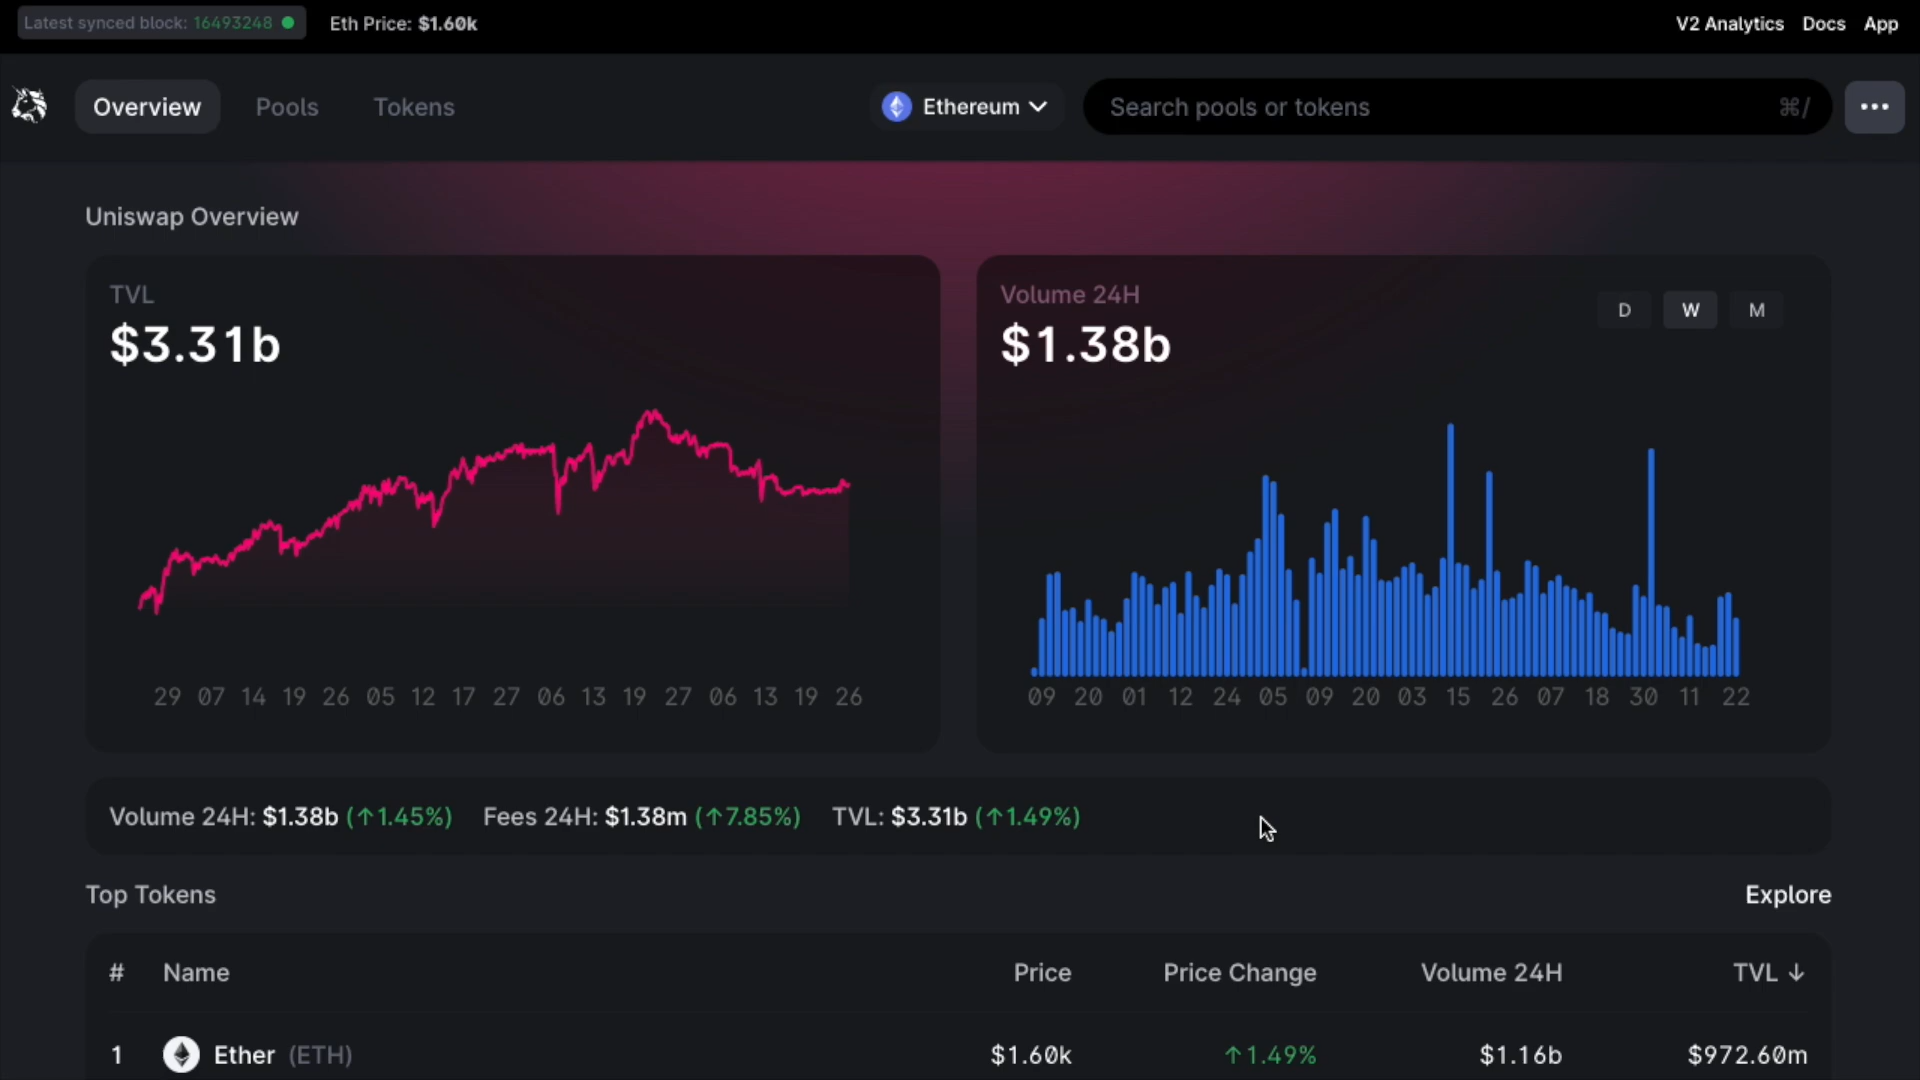 Latest synced block: 16493248 Eth Price: $1.60k V2 Analytics Docs App
Overview Pools Tokens Ethereum Search pools or tokens ⌘/ •••
Uniswap Overview
TVL
$3.31b
29 07 14 19 26 05 12 17 27 06 13 19 27 06 13 19 26
Volume 24H
$1.38b
D W M
09 20 01 12 24 05 09 20 03 15 26 07 18 30 11 22
Volume 24H: $1.38b (↑1.45%) Fees 24H: $1.38m (↑7.85%) TVL: $3.31b (↑1.49%)
Top Tokens Explore
# Name Price Price Change Volume 24H TVL ↓
1 Ether (ETH) $1.60k ↑1.49% $1.16b $972.60m